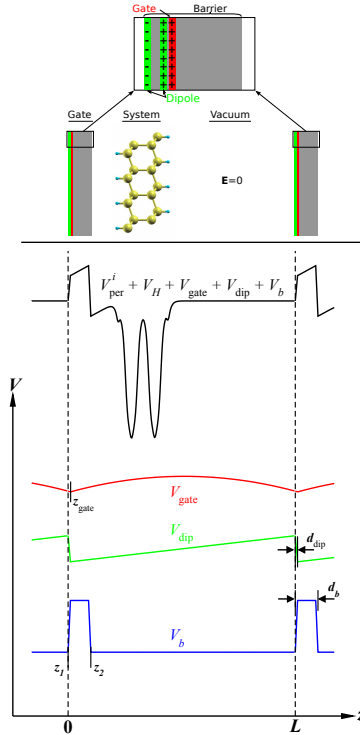 Gate Barrier
- + +
Dipole
Gate System Vacuum
E=0
V^i_per + V_H + V_gate + V_dip + V_b
V
z_gate V_gate
V_dip d_dip
d_b
V_b
z_1 z_2
0 L z